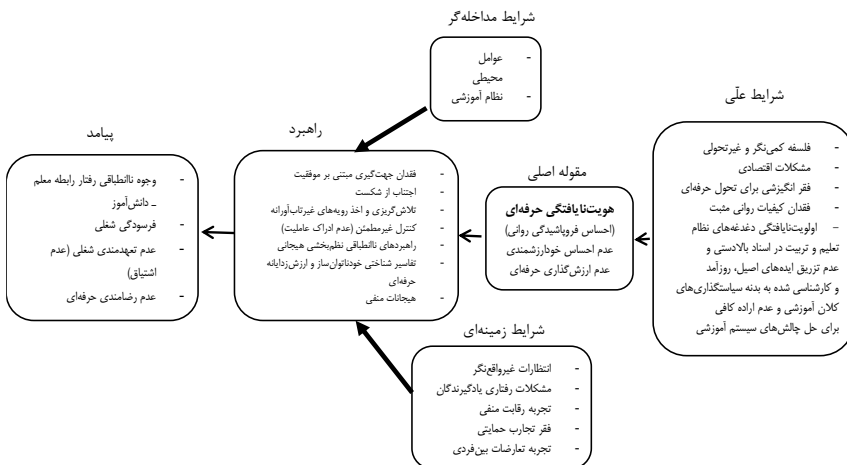 شرایط مداخله‌گر
- عوامل
محیطی
- نظام آموزشی
شرایط علّی
- فلسفه کمی‌نگر و غیرتحولی
- مشکلات اقتصادی
- فقر انگیزشی برای تحول حرفه‌ای
- فقدان کیفیات روانی مثبت
– اولویت‌نایافتگی دغدغه‌های نظام
تعلیم و تربیت در اسناد بالادستی و
عدم تزریق ایده‌های اصیل، روزآمد
و کارشناسی شده به بدنه سیاستگذاری‌های
کلان آموزشی و عدم اراده کافی
برای حل چالش‌های سیستم آموزشی
مقوله اصلی
هویت‌نایافتگی حرفه‌ای
(احساس فروپاشیدگی روانی)
عدم احساس خودارزشمندی
عدم ارزش‌گذاری حرفه‌ای
راهبرد
- فقدان جهت‌گیری مبتنی بر موفقیت
- اجتناب از شکست
- تلاش‌گریزی و اخذ رویه‌های غیرتاب‌آورانه
- کنترل غیرمطمئن (عدم ادراک عاملیت)
- راهبردهای ناانطباقی نظم‌بخشی هیجانی
- تفاسیر شناختی خودناتوان‌ساز و ارزش‌زدایانه
حرفه‌ای
- هیجانات منفی
پیامد
- وجوه ناانطباقی رفتار رابطه معلم
ـ دانش‌آموز
- فرسودگی شغلی
– عدم تعهدمندی شغلی (عدم
اشتیاق)
- عدم رضامندی حرفه‌ای
شرایط زمینه‌ای
- انتظارات غیرواقع‌نگر
- مشکلات رفتاری یادگیرندگان
- تجربه رقابت منفی
- فقر تجارب حمایتی
- تجربه تعارضات بین‌فردی